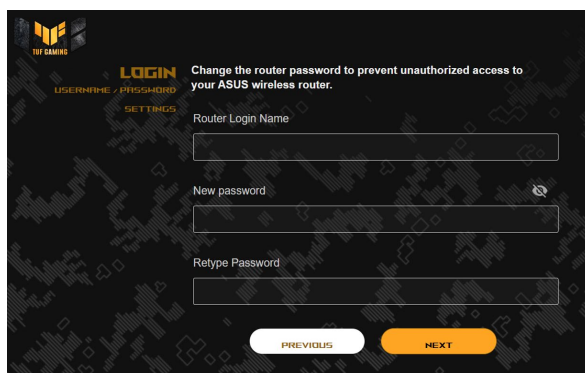 TUF GAMING
LOGIN
USERNAME / PASSWORD
SETTINGS
Change the router password to prevent unauthorized access to
your ASUS wireless router.
Router Login Name
New password
Retype Password
PREVIOUS
NEXT